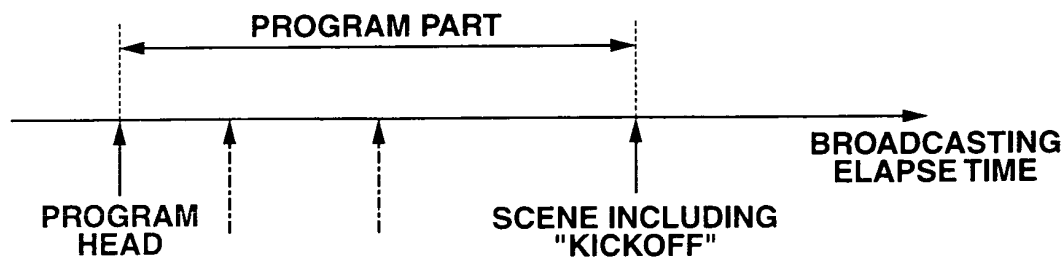 PROGRAM PART
BROADCASTING
ELAPSE TIME
PROGRAM
HEAD
SCENE INCLUDING
"KICKOFF"